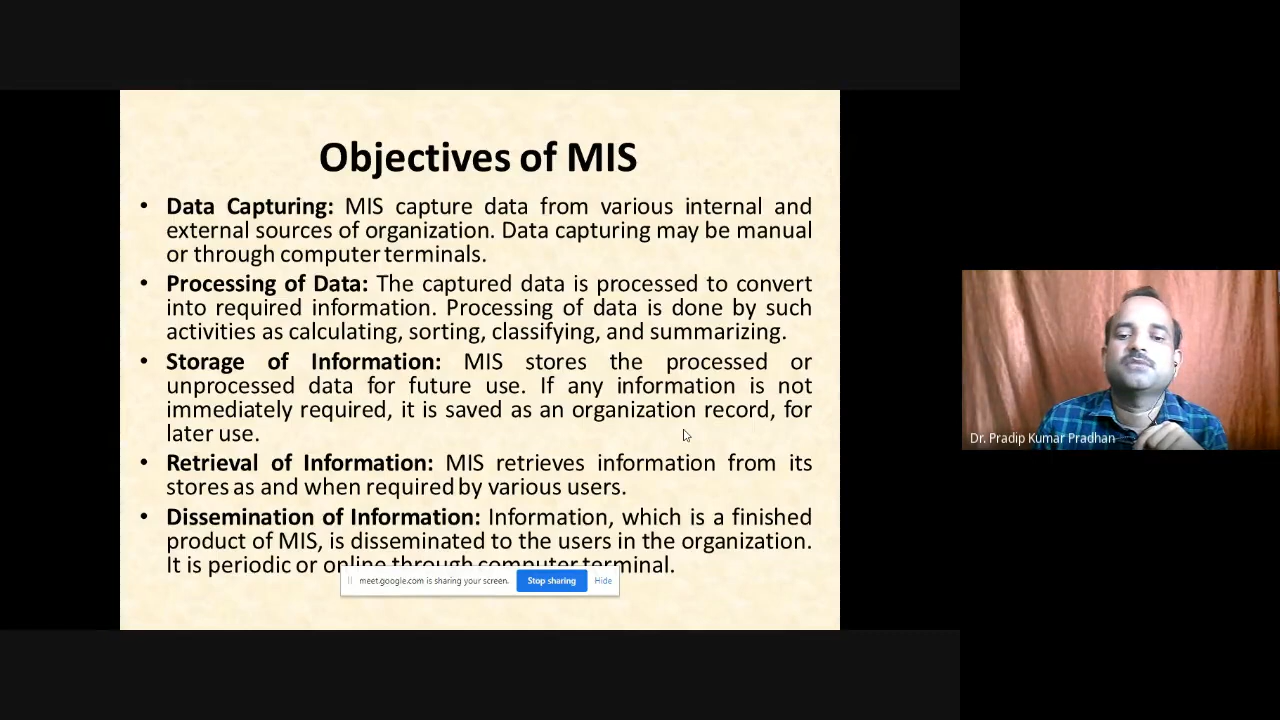 Objectives of MIS
• Data Capturing: MIS capture data from various internal and
external sources of organization. Data capturing may be manual
or through computer terminals.
• Processing of Data: The captured data is processed to convert
into required information. Processing of data is done by such
activities as calculating, sorting, classifying, and summarizing.
• Storage of Information: MIS stores the processed or
unprocessed data for future use. If any information is not
immediately required, it is saved as an organization record, for
later use.
• Retrieval of Information: MIS retrieves information from its
stores as and when required by various users.
• Dissemination of Information: Information, which is a finished
product of MIS, is disseminated to the users in the organization.
It is periodic or online through computer terminal.
meet.google.com is sharing your screen. Stop sharing Hide
Dr. Pradip Kumar Pradhan